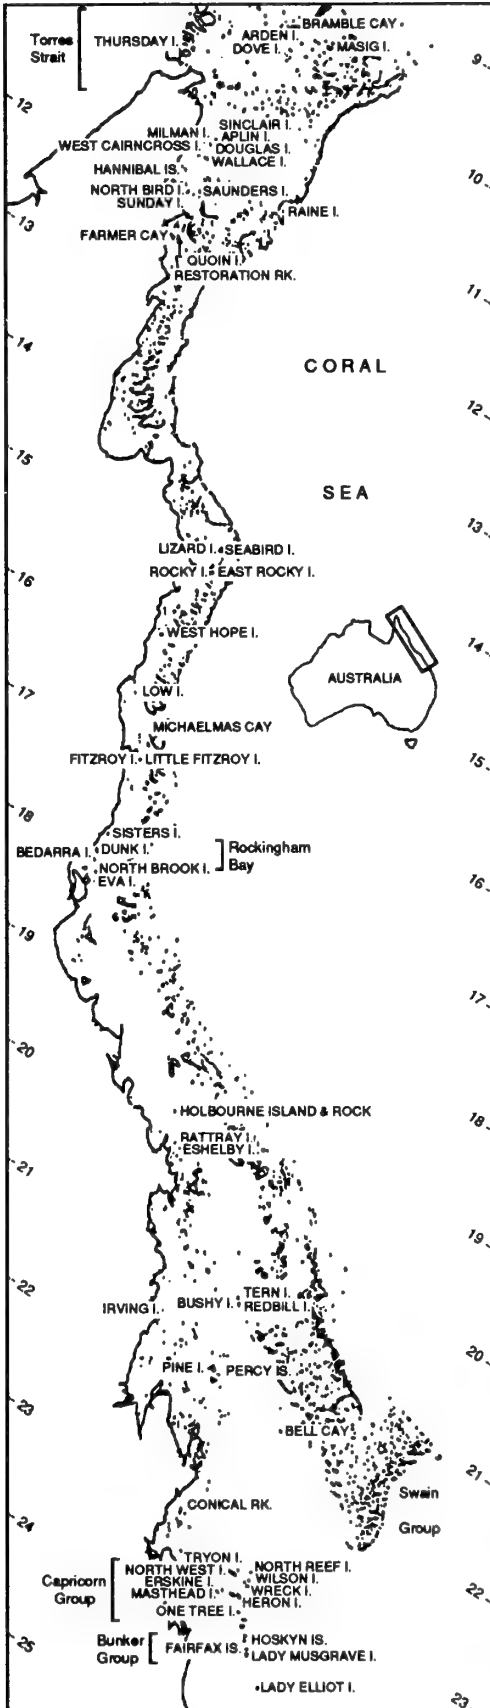 BRAMBLE CAY
Torres
Strait
THURSDAY I.
ARDEN I.
DOVE I.
MASIG I.
9
12
SINCLAIR I.
MILMAN I.
APLIN I.
WEST CAIRNCROSS I.
DOUGLAS I.
WALLACE I.
HANNIBAL IS.
10
NORTH BIRD I.
SAUNDERS I.
SUNDAY I.
RAINE I.
13
FARMER CAY
QUOIN I.
RESTORATION RK.
11
14
CORAL
12
15
SEA
13
LIZARD I.
SEABIRD I.
ROCKY I.
EAST ROCKY I.
16
WEST HOPE I.
14
AUSTRALIA
17
LOW I.
MICHAELMAS CAY
FITZROY I.
LITTLE FITZROY I.
15
18
SISTERS I.
BEDARRA I.
DUNK I.
Rockingham
Bay
NORTH BROOK I.
EVA I.
16
19
17
20
HOLBOURNE ISLAND & ROCK
18
RATTRAY I.
ESHELBY I.
21
19
22
TERN I.
IRVING I.
BUSHY I.
REDBILL I.
20
PINE I.
PERCY IS.
23
BELL CAY
21
Swain
Group
CONICAL RK.
24
TRYON I.
NORTH WEST I.
NORTH REEF I.
Capricorn
Group
ERSKINE I.
WILSON I.
MASTHEAD I.
WRECK I.
22
HERON I.
ONE TREE I.
25
Bunker
Group
FAIRFAX IS.
HOSKYN IS.
LADY MUSGRAVE I.
LADY ELLIOT I.
23